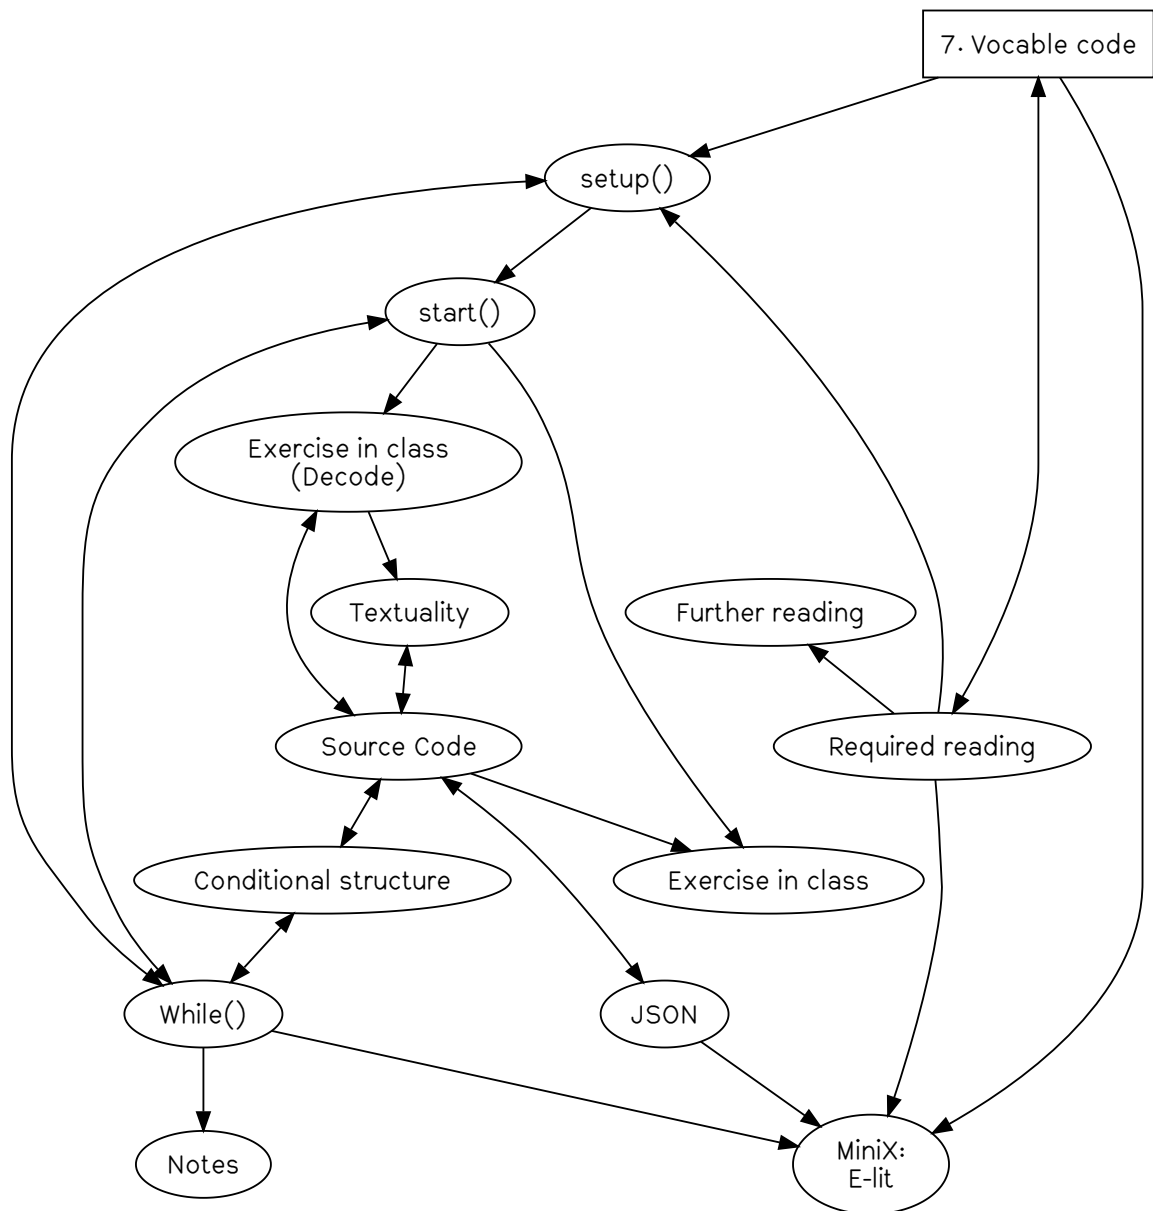 7. Vocable code
setup()
start()
Exercise in class
(Decode)
Textuality
Further reading
Source Code
Required reading
Conditional structure
Exercise in class
While()
JSON
Notes
MiniX:
E-lit